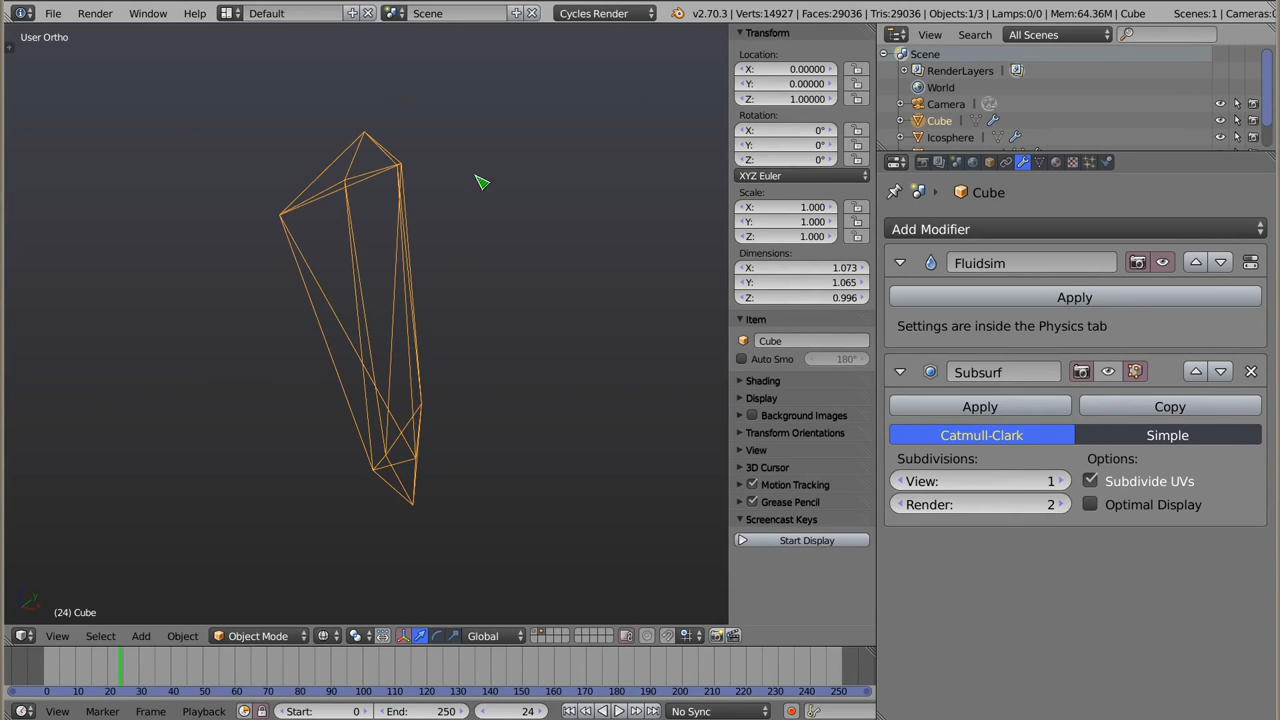 File Render Window Help Default Scene Cycles Render v2.70.3 | Verts:14927 | Faces:29036 | Tris:29036 | Objects:1/3 | Lamps:0/0 | Mem:64.36M | Cube Scenes:1 | Cameras:
User Ortho
Transform
Location:
X: 0.00000
Y: 0.00000
Z: 1.00000
Rotation:
X: 0°
Y: 0°
Z: 0°
XYZ Euler
Scale:
X: 1.000
Y: 1.000
Z: 1.000
Dimensions:
X: 1.073
Y: 1.065
Z: 0.996
Item
Cube
Auto Smo 180°
Shading
Display
Background Images
Transform Orientations
View
3D Cursor
Motion Tracking
Grease Pencil
Screencast Keys
Start Display
View Search All Scenes
Scene
RenderLayers |
World
Camera
Cube
Icosphere
Cube
Add Modifier
Fluidsim
Apply
Settings are inside the Physics tab
Subsurf
Apply Copy
Catmull-Clark Simple
Subdivisions: Options:
View: 1 Subdivide UVs
Render: 2 Optimal Display
(24) Cube
View Select Add Object Object Mode Global
0 10 20 30 40 50 60 70 80 90 100 110 120 130 140 150 160 170 180 190 200 210 220 230 240 250
View Marker Frame Playback Start: 0 End: 250 24 No Sync